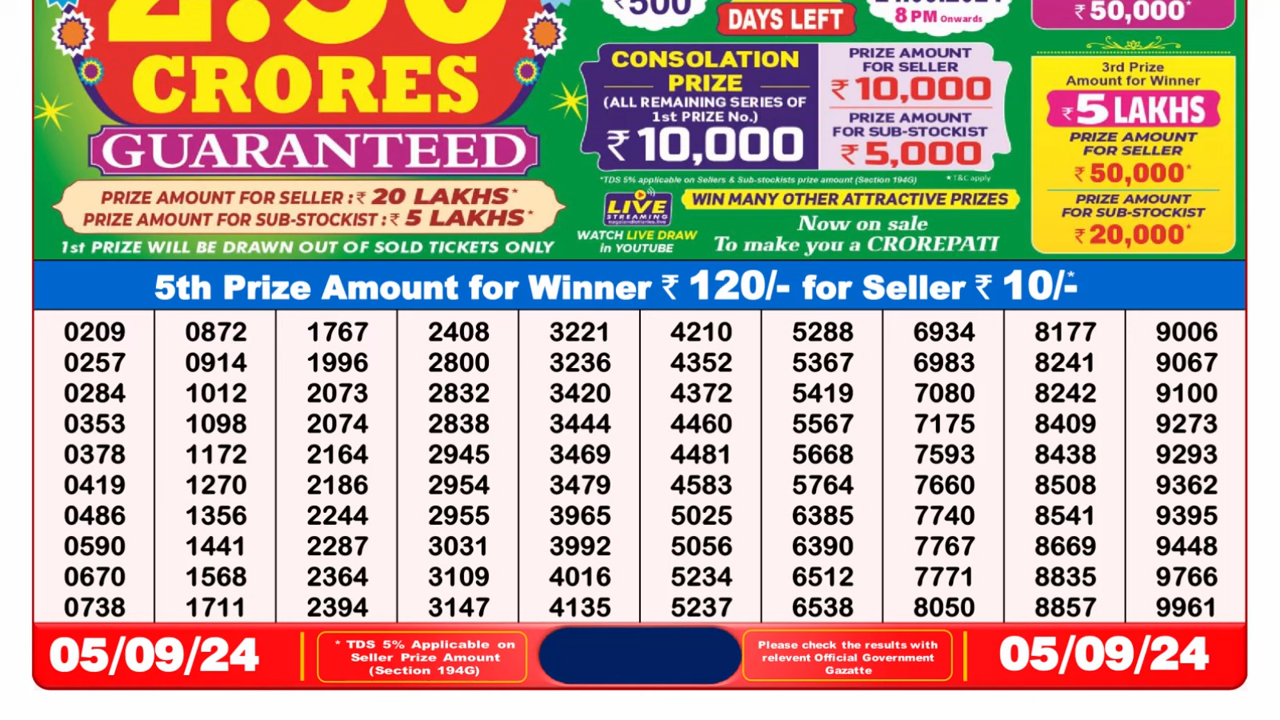 2.50
CRORES
GUARANTEED
PRIZE AMOUNT FOR SELLER :₹ 20 LAKHS*
PRIZE AMOUNT FOR SUB-STOCKIST :₹ 5 LAKHS*
1st PRIZE WILL BE DRAWN OUT OF SOLD TICKETS ONLY
₹500
DAYS LEFT
8 PM Onwards
CONSOLATION
PRIZE
(ALL REMAINING SERIES OF
1st PRIZE No.)
₹ 10,000
PRIZE AMOUNT
FOR SELLER
₹ 10,000
PRIZE AMOUNT
FOR SUB-STOCKIST
₹ 5,000
*TDS 5% applicable on Sellers & Sub-stockists prize amount (Section 194G)
* T&C apply
LIVE
STREAMING
WATCH LIVE DRAW
in YOUTUBE
WIN MANY OTHER ATTRACTIVE PRIZES
Now on sale
To make you a CROREPATI
₹ 50,000*
3rd Prize
Amount for Winner
₹ 5 LAKHS
PRIZE AMOUNT
FOR SELLER
₹ 50,000*
PRIZE AMOUNT
FOR SUB-STOCKIST
₹ 20,000*
5th Prize Amount for Winner ₹ 120/- for Seller ₹ 10/-*
0209 0872 1767 2408 3221 4210 5288 6934 8177 9006
0257 0914 1996 2800 3236 4352 5367 6983 8241 9067
0284 1012 2073 2832 3420 4372 5419 7080 8242 9100
0353 1098 2074 2838 3444 4460 5567 7175 8409 9273
0378 1172 2164 2945 3469 4481 5668 7593 8438 9293
0419 1270 2186 2954 3479 4583 5764 7660 8508 9362
0486 1356 2244 2955 3965 5025 6385 7740 8541 9395
0590 1441 2287 3031 3992 5056 6390 7767 8669 9448
0670 1568 2364 3109 4016 5234 6512 7771 8835 9766
0738 1711 2394 3147 4135 5237 6538 8050 8857 9961
05/09/24
* TDS 5% Applicable on
Seller Prize Amount
(Section 194G)
Please check the results with
relevent Official Government
Gazatte
05/09/24